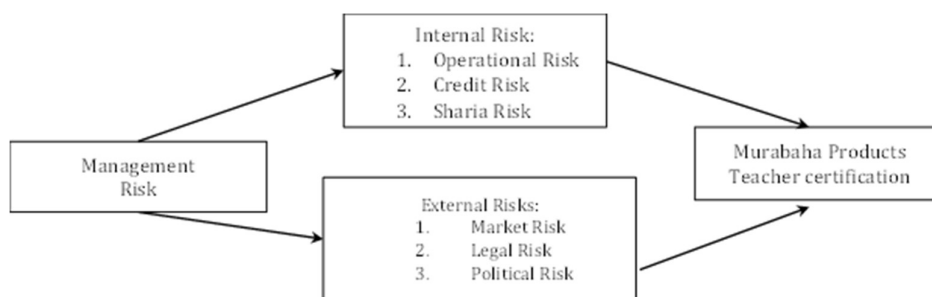 Management
Risk
Internal Risk:
1. Operational Risk
2. Credit Risk
3. Sharia Risk
External Risks:
1. Market Risk
2. Legal Risk
3. Political Risk
Murabaha Products
Teacher certification